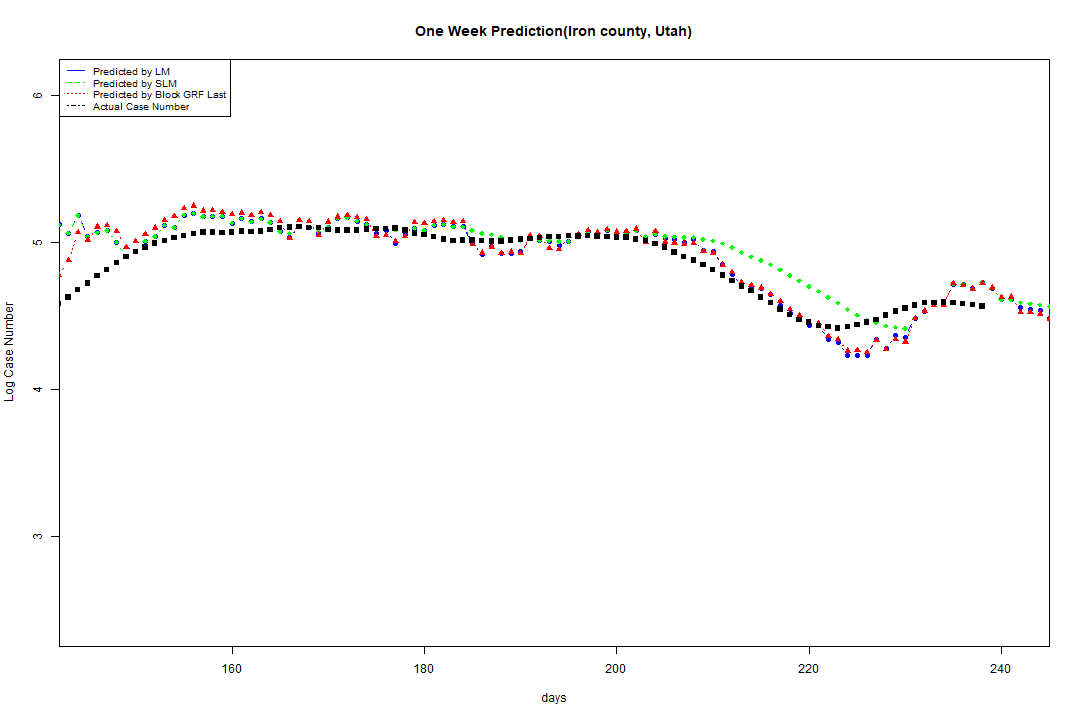 One Week Prediction(Iron county, Utah)
Predicted by LM
Predicted by SLM
Predicted by Block GRF Last
Actual Case Number
6
5
4
3
Log Case Number
160 180 200 220 240
days